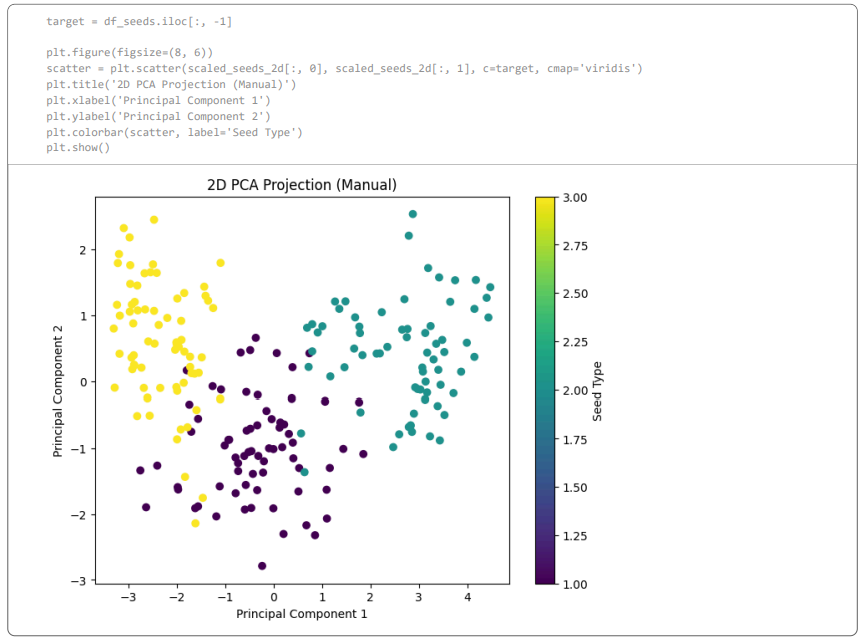 target = df_seeds.iloc[:, -1]
plt.figure(figsize=(8, 6))
scatter = plt.scatter(scaled_seeds_2d[:, 0], scaled_seeds_2d[:, 1], c=target, cmap='viridis')
plt.title('2D PCA Projection (Manual)')
plt.xlabel('Principal Component 1')
plt.ylabel('Principal Component 2')
plt.colorbar(scatter, label='Seed Type')
plt.show()
2D PCA Projection (Manual)
Principal Component 2
2
1
0
−1
−2
−3
−3 −2 −1 0 1 2 3 4
Principal Component 1
3.00
2.75
2.50
2.25
2.00
1.75
1.50
1.25
1.00
Seed Type